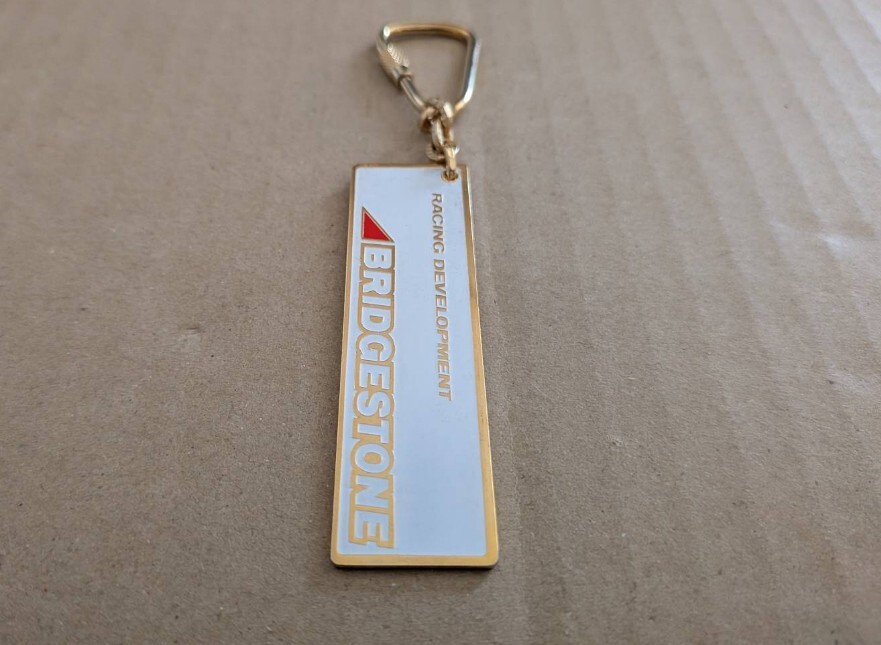 RACING DEVELOPMENT
BRIDGESTONE